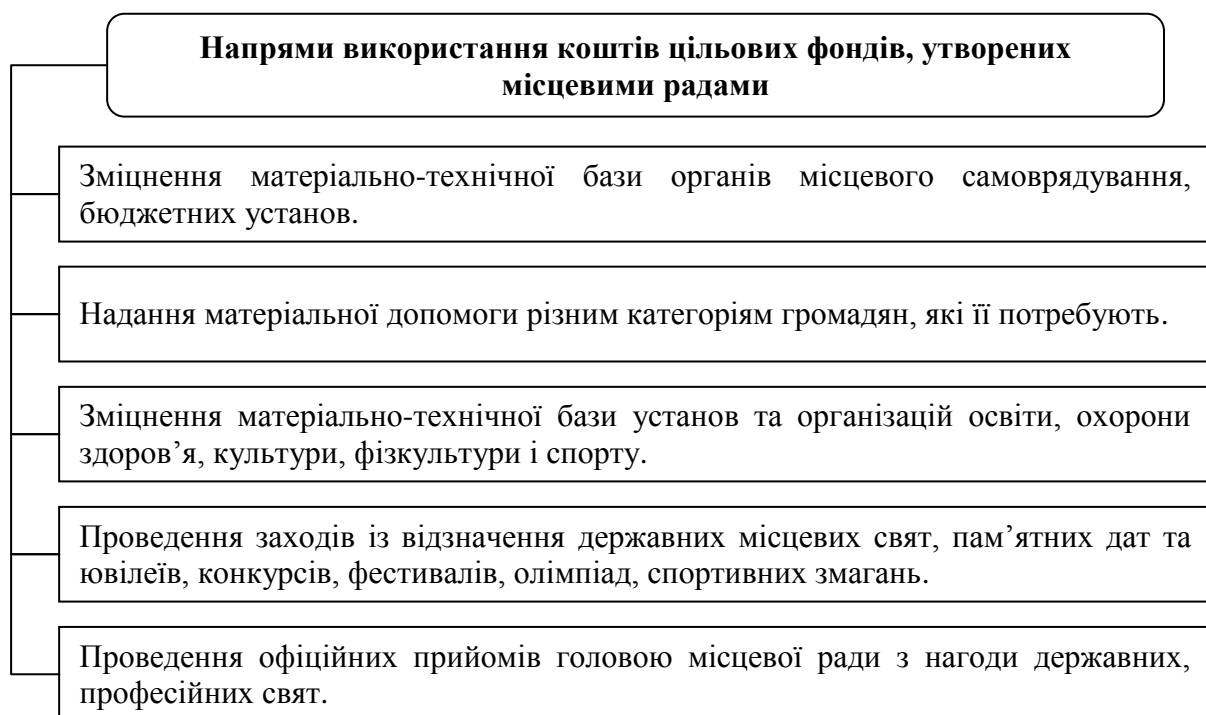 Напрями використання коштів цільових фондів, утворених
місцевими радами
Зміцнення матеріально-технічної бази органів місцевого самоврядування,
бюджетних установ.
Надання матеріальної допомоги різним категоріям громадян, які її потребують.
Зміцнення матеріально-технічної бази установ та організацій освіти, охорони
здоров’я, культури, фізкультури і спорту.
Проведення заходів із відзначення державних місцевих свят, пам’ятних дат та
ювілеїв, конкурсів, фестивалів, олімпіад, спортивних змагань.
Проведення офіційних прийомів головою місцевої ради з нагоди державних,
професійних свят.